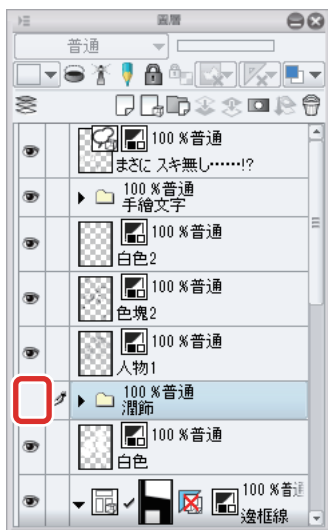 圖層
普通
100 %普通
まさに スキ無し……!?
100 %普通
手繪文字
100 %普通
白色2
100 %普通
色塊2
100 %普通
人物1
100 %普通
潤飾
100 %普通
白色
100 %普通
邊框線